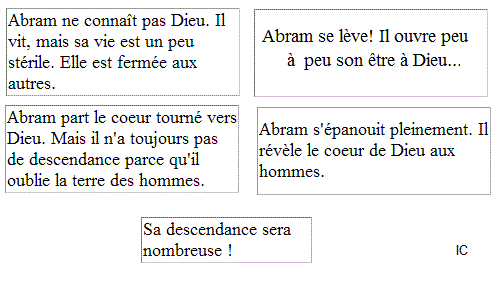 Abram ne connaît pas Dieu. Il
vit, mais sa vie est un peu
stérile. Elle est fermée aux
autres.
Abram se lève! Il ouvre peu
à peu son être à Dieu...
Abram part le coeur tourné vers
Dieu. Mais il n'a toujours pas
de descendance parce qu'il
oublie la terre des hommes.
Abram s'épanouit pleinement. Il
révèle le coeur de Dieu aux
hommes.
Sa descendance sera
nombreuse !
IC